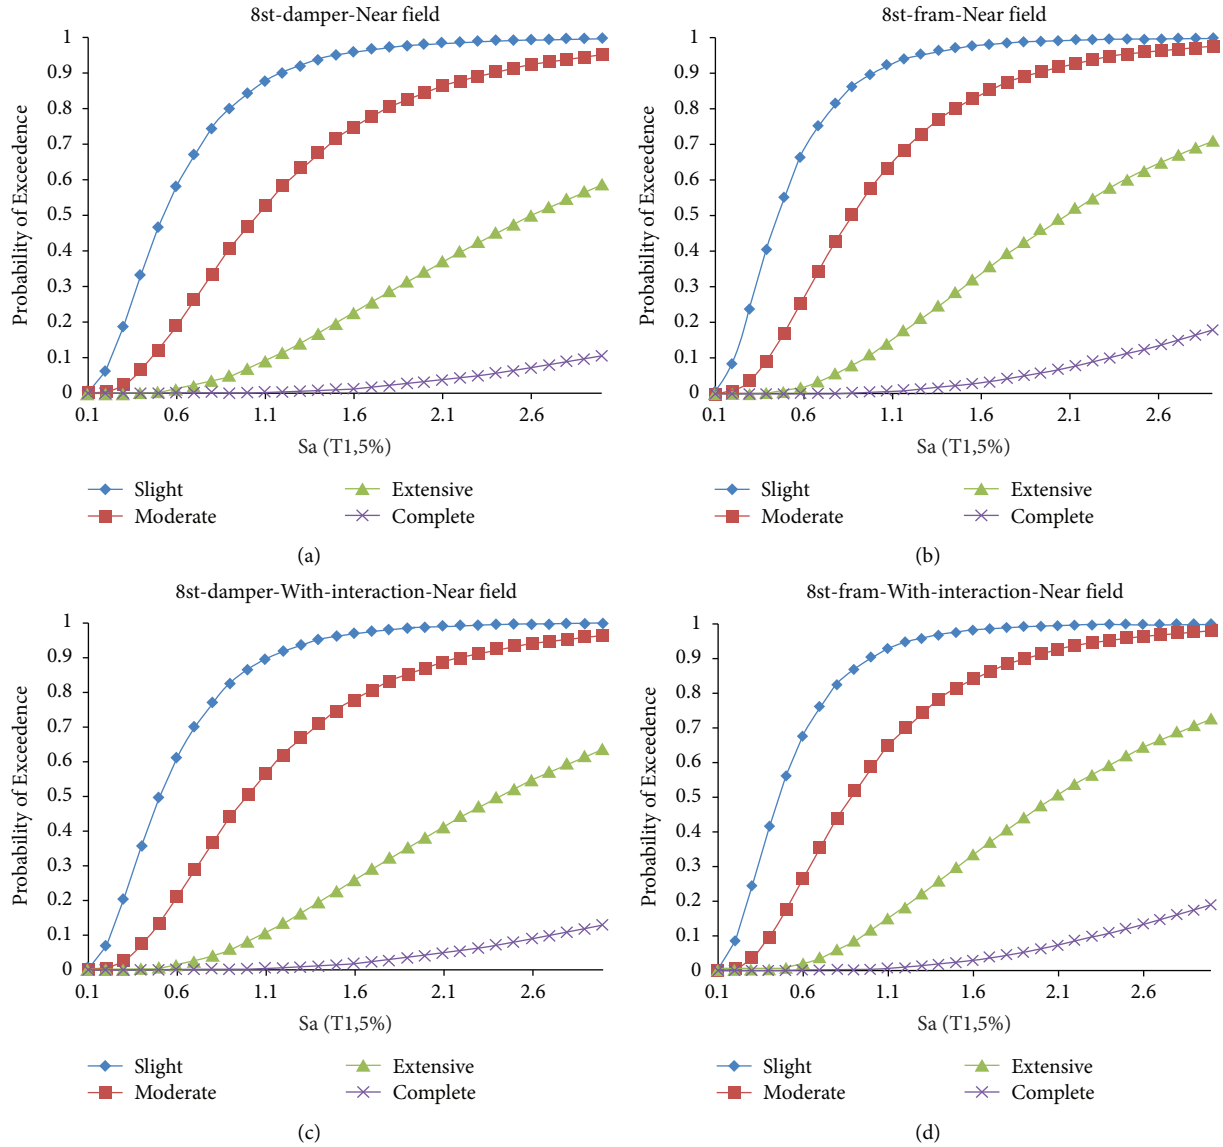 8st-damper-Near field
Probability of Exceedence
1
0.9
0.8
0.7
0.6
0.5
0.4
0.3
0.2
0.1
0
0.1 0.6 1.1 1.6 2.1 2.6
Sa (T1,5%)
Slight
Moderate
Extensive
Complete
(a)
8st-fram-Near field
Probability of Exceedence
1
0.9
0.8
0.7
0.6
0.5
0.4
0.3
0.2
0.1
0
0.1 0.6 1.1 1.6 2.1 2.6
Sa (T1,5%)
Slight
Moderate
Extensive
Complete
(b)
8st-damper-With-interaction-Near field
Probability of Exceedence
1
0.9
0.8
0.7
0.6
0.5
0.4
0.3
0.2
0.1
0
0.1 0.6 1.1 1.6 2.1 2.6
Sa (T1,5%)
Slight
Moderate
Extensive
Complete
(c)
8st-fram-With-interaction-Near field
Probability of Exceedence
1
0.9
0.8
0.7
0.6
0.5
0.4
0.3
0.2
0.1
0
0.1 0.6 1.1 1.6 2.1 2.6
Sa (T1,5%)
Slight
Moderate
Extensive
Complete
(d)